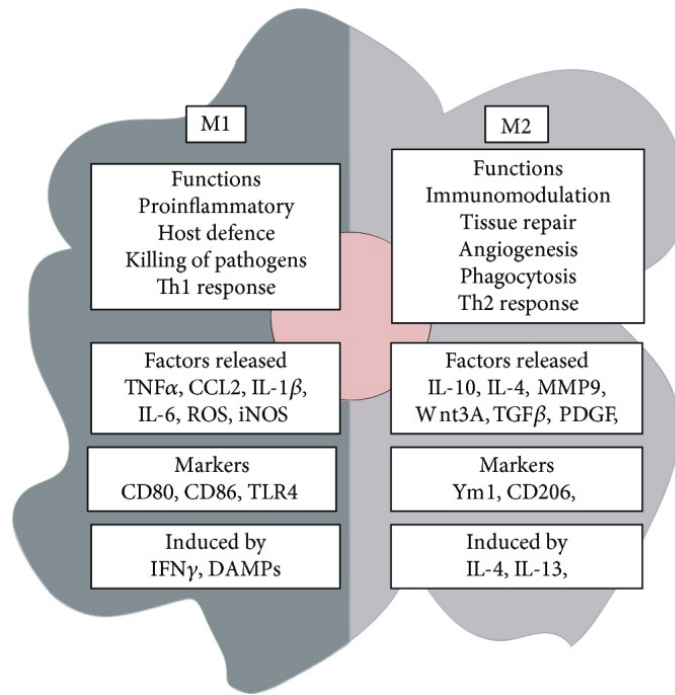 M1
Functions
Proinflammatory
Host defence
Killing of pathogens
Th1 response
Factors released
TNFα, CCL2, IL-1β,
IL-6, ROS, iNOS
Markers
CD80, CD86, TLR4
Induced by
IFNγ, DAMPs
M2
Functions
Immunomodulation
Tissue repair
Angiogenesis
Phagocytosis
Th2 response
Factors released
IL-10, IL-4, MMP9,
Wnt3A, TGFβ, PDGF,
Markers
Ym1, CD206,
Induced by
IL-4, IL-13,